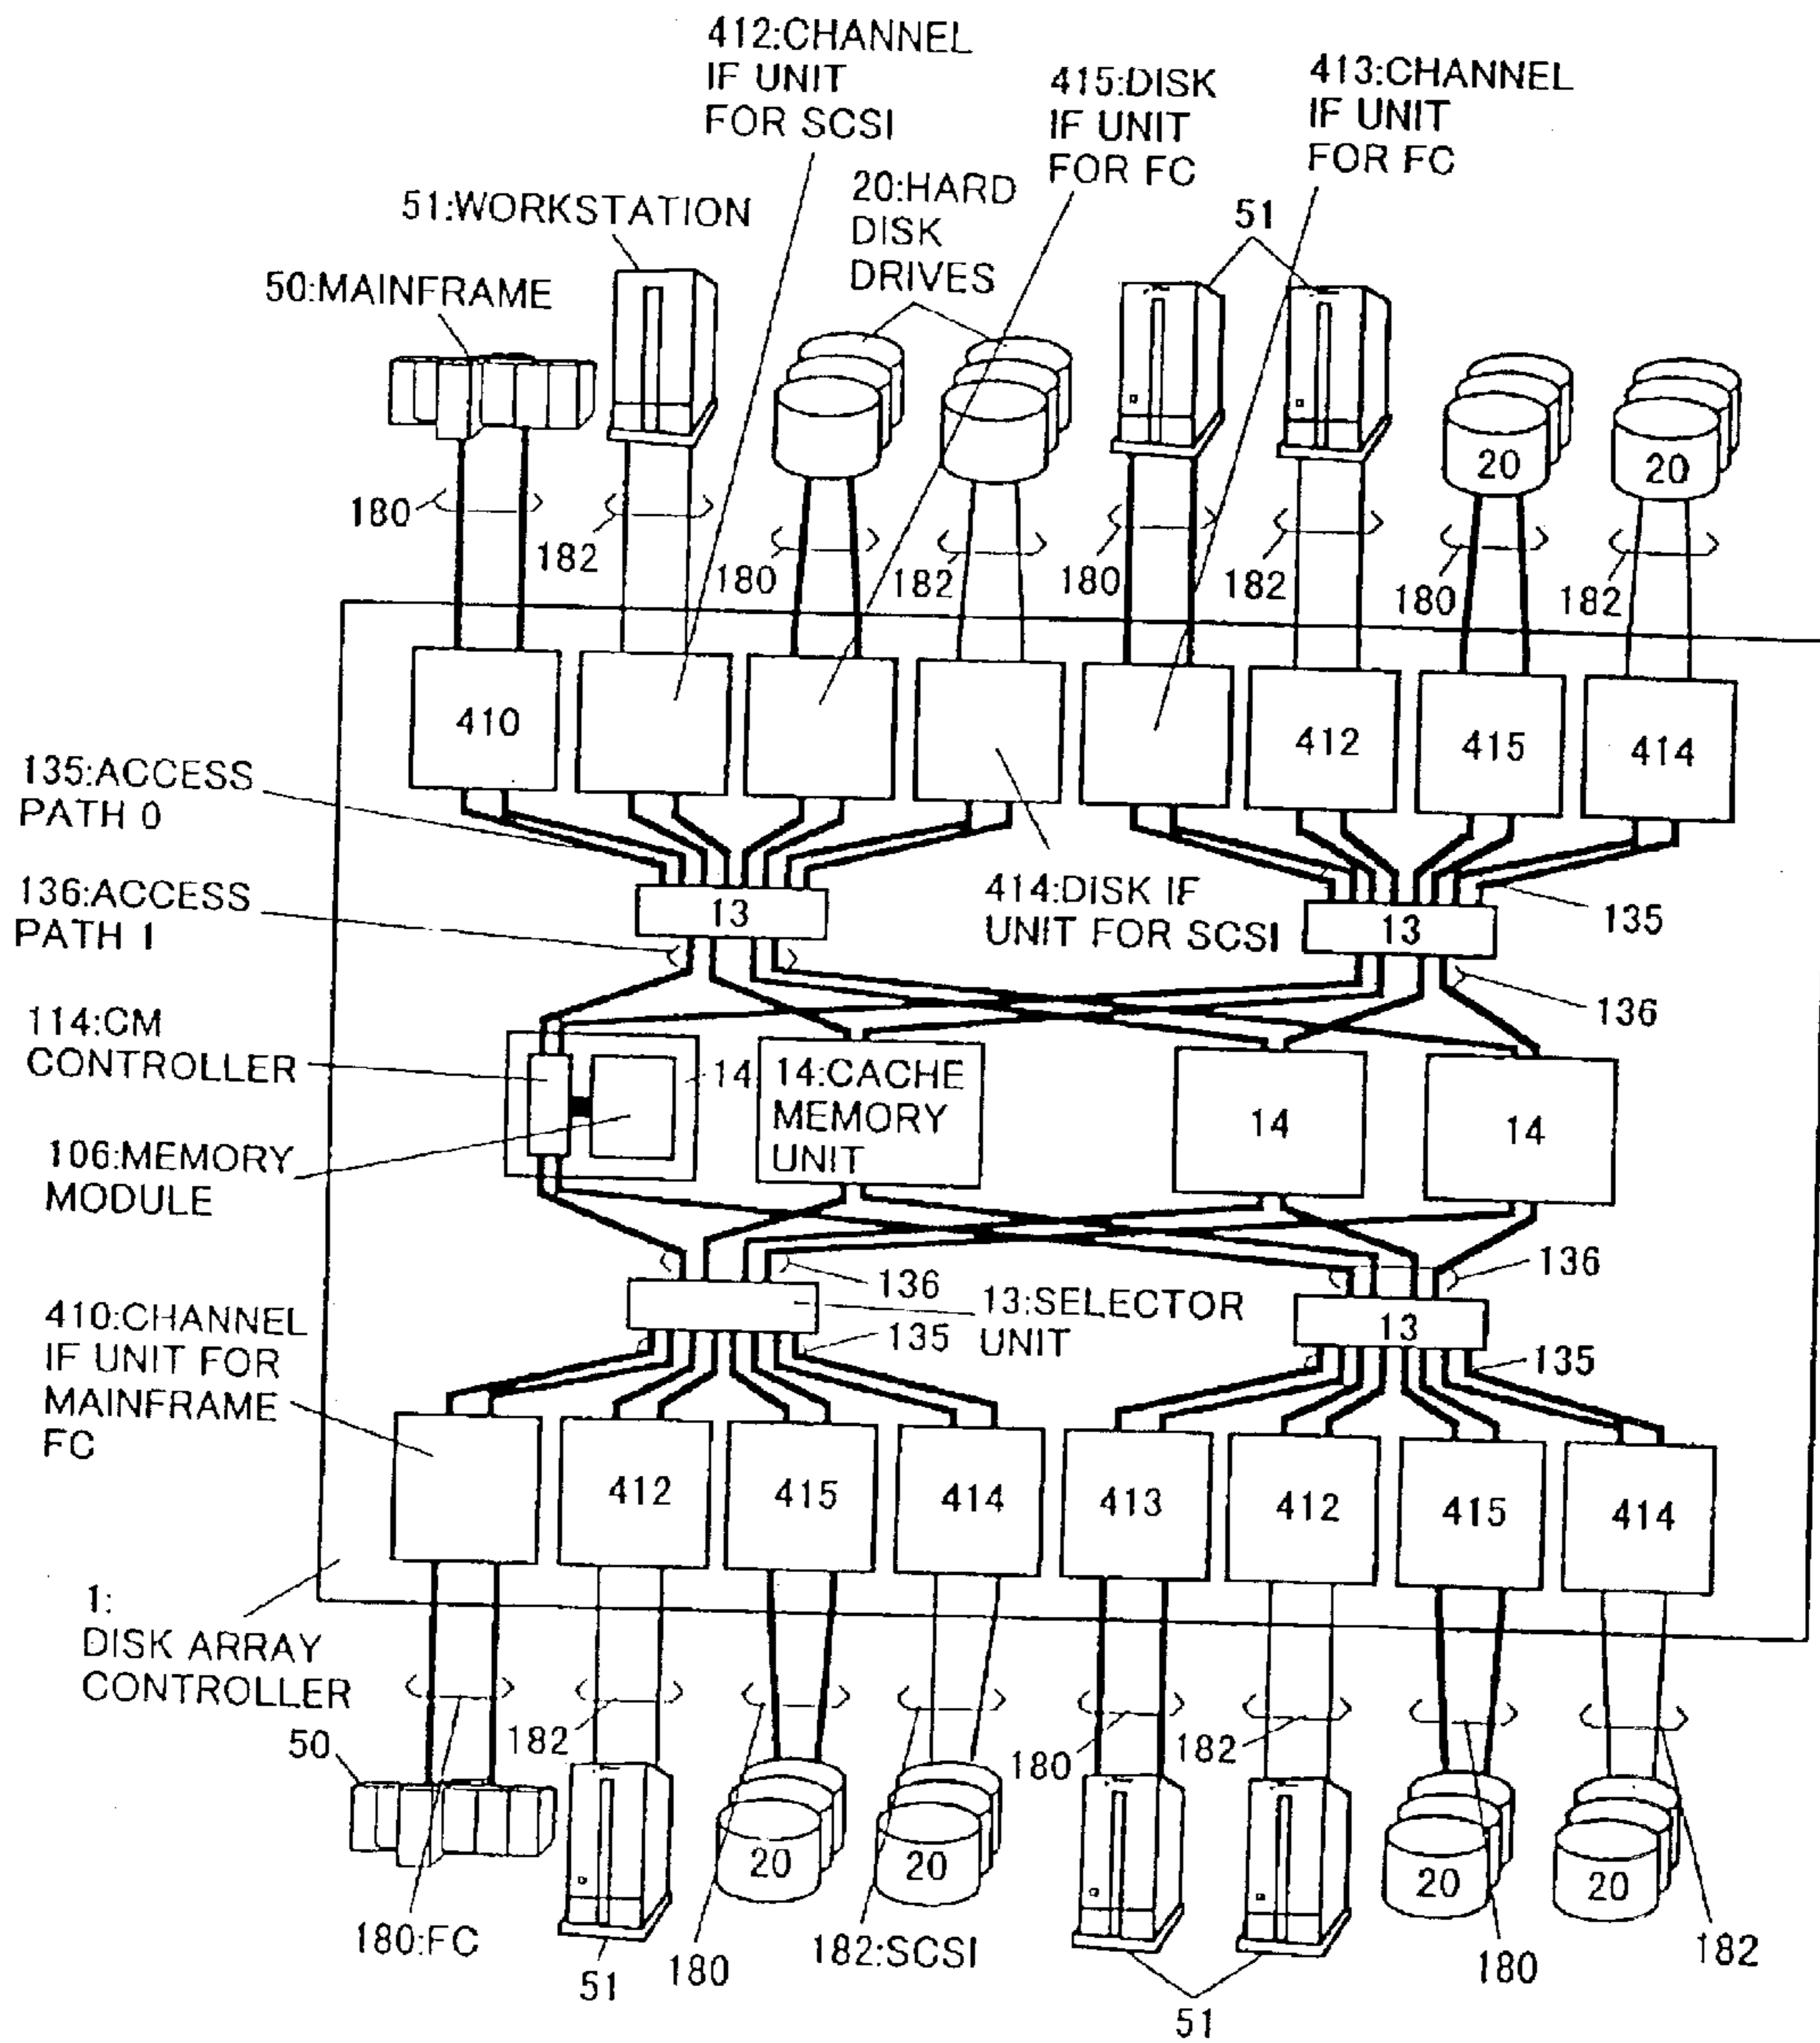 412:CHANNEL
IF UNIT
FOR SCSI
415:DISK
IF UNIT
FOR FC
413:CHANNEL
IF UNIT
FOR FC
51:WORKSTATION
20:HARD
DISK
DRIVES
51
50:MAINFRAME
20
20
180
182
180
182
180
182
180
182
410
412
415
414
135:ACCESS
PATH 0
136:ACCESS
PATH 1
13
414:DISK IF
UNIT FOR SCSI
13
135
136
114:CM
CONTROLLER
14
14:CACHE
MEMORY
UNIT
14
14
106:MEMORY
MODULE
136
13:SELECTOR
UNIT
135
136
13
135
410:CHANNEL
IF UNIT FOR
MAINFRAME
FC
412
415
414
413
412
415
414
1:
DISK ARRAY
CONTROLLER
50
182
180
182
20
20
20
20
180:FC
51
180
182:SCSI
51
180
182